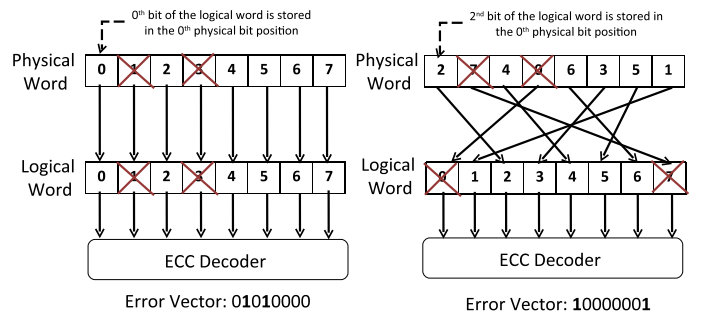 0th bit of the logical word is stored
in the 0th physical bit position
Physical
Word
0 1 2 3 4 5 6 7
Logical
Word
0 1 2 3 4 5 6 7
ECC Decoder
Error Vector: 01010000
2nd bit of the logical word is stored in
the 0th physical bit position
Physical
Word
2 7 4 0 6 3 5 1
Logical
Word
0 1 2 3 4 5 6 7
ECC Decoder
Error Vector: 10000001